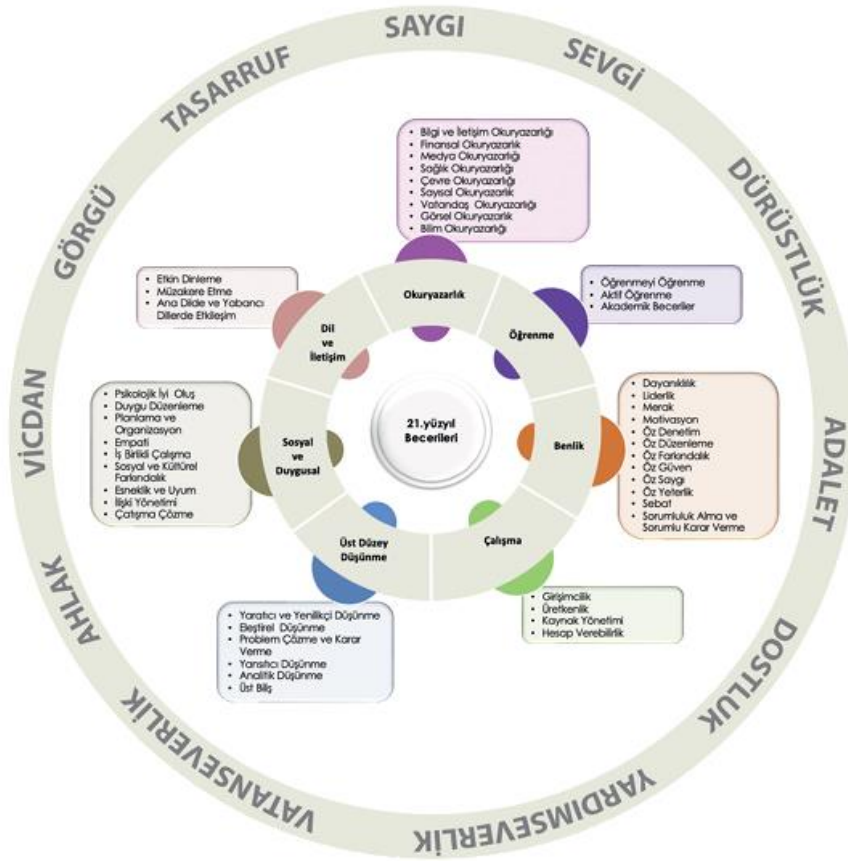 SAYGI
SEVGİ
DÜRÜSTLÜK
ADALET
DOSTLUK
YARDIMSEVERLİK
VATANSEVERLİK
AHLAK
VİCDAN
GÖRGÜ
TASARRUF
• Bilgi ve İletişim Okuryazarlığı
• Finansal Okuryazarlık
• Medya Okuryazarlığı
• Sağlık Okuryazarlığı
• Çevre Okuryazarlığı
• Sayısal Okuryazarlık
• Vatandaş Okuryazarlığı
• Görsel Okuryazarlık
• Bilim Okuryazarlığı
Okuryazarlık
• Öğrenmeyi Öğrenme
• Aktif Öğrenme
• Akademik Beceriler
Öğrenme
• Dayanıklılık
• Liderlik
• Merak
• Motivasyon
• Öz Denetim
• Öz Düzenleme
• Öz Farkındalık
• Öz Güven
• Öz Saygı
• Öz Yeterlik
• Sebat
• Sorumluluk Alma ve
Sorumlu Karar Verme
Benlik
• Girişimcilik
• Üretkenlik
• Kaynak Yönetimi
• Hesap Verebilirlik
Çalışma
• Yaratıcı ve Yenilikçi Düşünme
• Eleştirel Düşünme
• Problem Çözme ve Karar
Verme
• Yansıtıcı Düşünme
• Analitik Düşünme
• Üst Biliş
Üst Düzey
Düşünme
• Psikolojik İyi Oluş
• Duygu Düzenleme
• Planlama ve
Organizasyon
• Empati
• İş Birlikli Çalışma
• Sosyal ve Kültürel
Farkındalık
• Esneklik ve Uyum
• İlişki Yönetimi
• Çatışma Çözme
Sosyal
ve
Duygusal
• Etkin Dinleme
• Müzakere Etme
• Ana Dilde ve Yabancı
Dillerde Etkileşim
Dil
ve
İletişim
21.yüzyıl
Becerileri